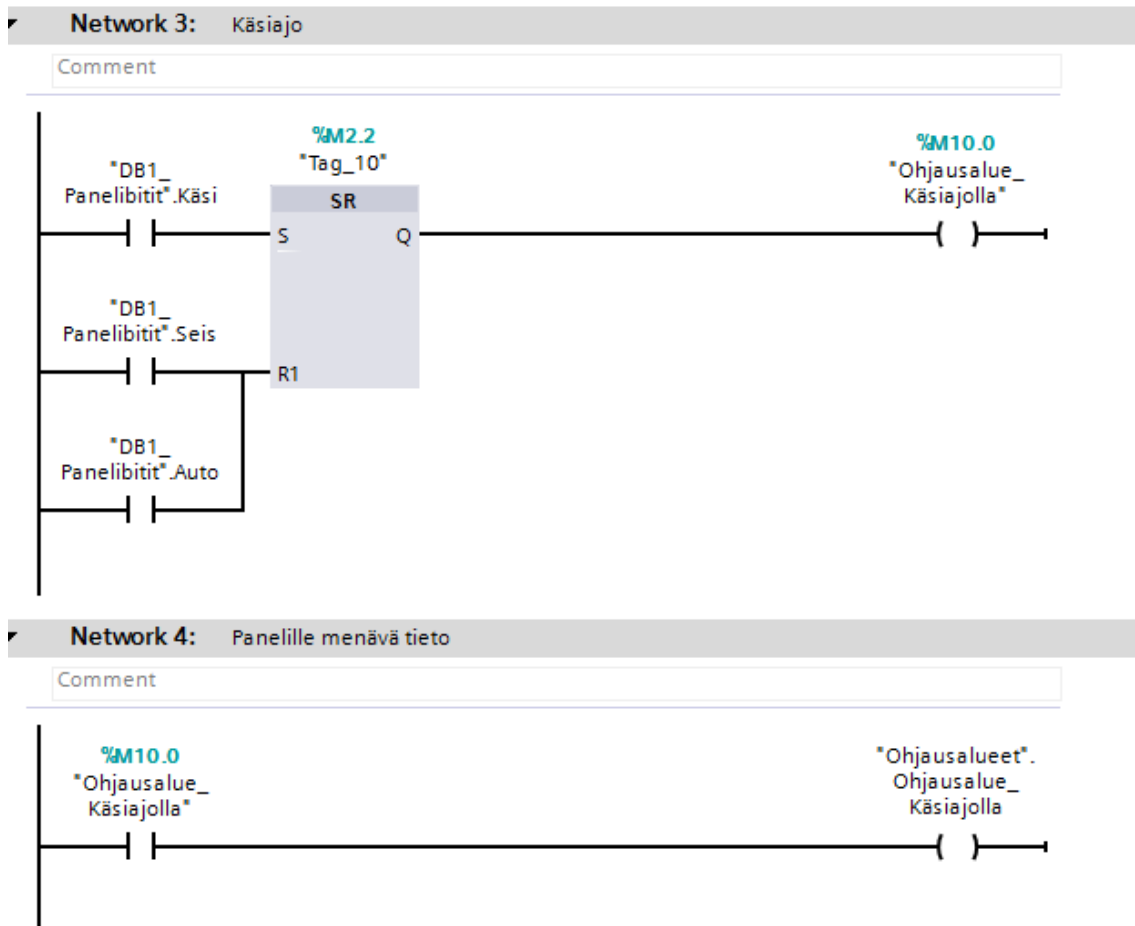 Network 3: Käsiajo
Comment
%M2.2
"Tag_10"
%M10.0
"Ohjausalue_
Käsiajolla"
"DB1_
Panelibitit".Käsi
SR
S
Q
"DB1_
Panelibitit".Seis
R1
"DB1_
Panelibitit".Auto
Network 4: Panelille menävä tieto
Comment
%M10.0
"Ohjausalue_
Käsiajolla"
"Ohjausalueet".
Ohjausalue_
Käsiajolla